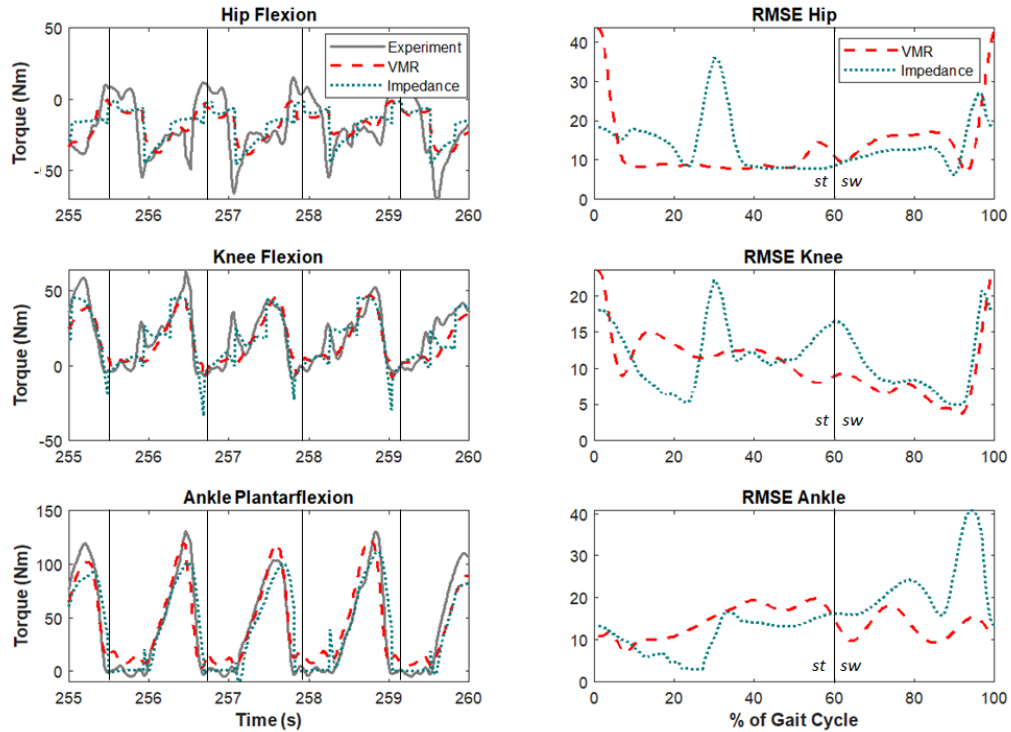 Hip Flexion
50
0
-50
Torque (Nm)
Experiment
VMR
Impedance
255 256 257 258 259 260
RMSE Hip
40
30
20
10
0
VMR
Impedance
st sw
0 20 40 60 80 100
Knee Flexion
50
0
-50
Torque (Nm)
255 256 257 258 259 260
RMSE Knee
20
15
10
5
0
st sw
0 20 40 60 80 100
Ankle Plantarflexion
150
100
50
0
Torque (Nm)
255 256 257 258 259 260
Time (s)
RMSE Ankle
40
30
20
10
0
st sw
0 20 40 60 80 100
% of Gait Cycle